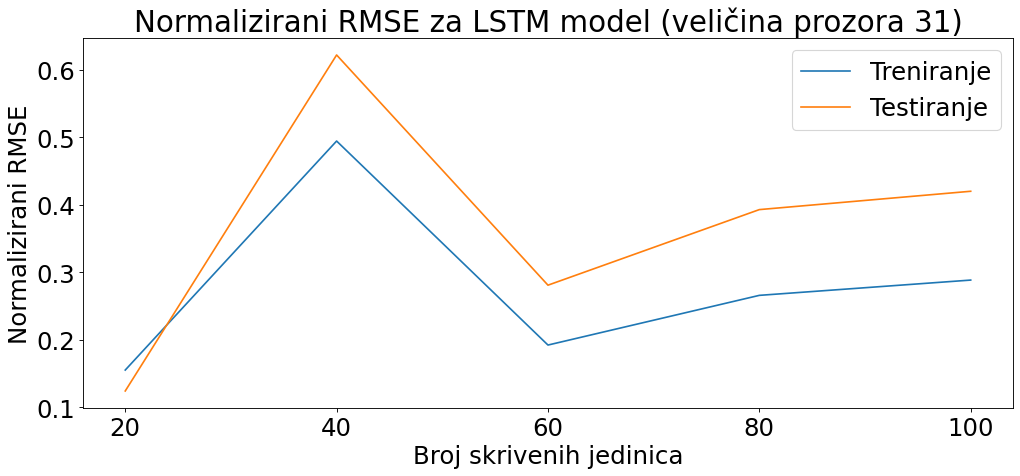 Normalizirani RMSE za LSTM model (veličina prozora 31)
Treniranje
Testiranje
Normalizirani RMSE
0.6
0.5
0.4
0.3
0.2
0.1
20 40 60 80 100
Broj skrivenih jedinica